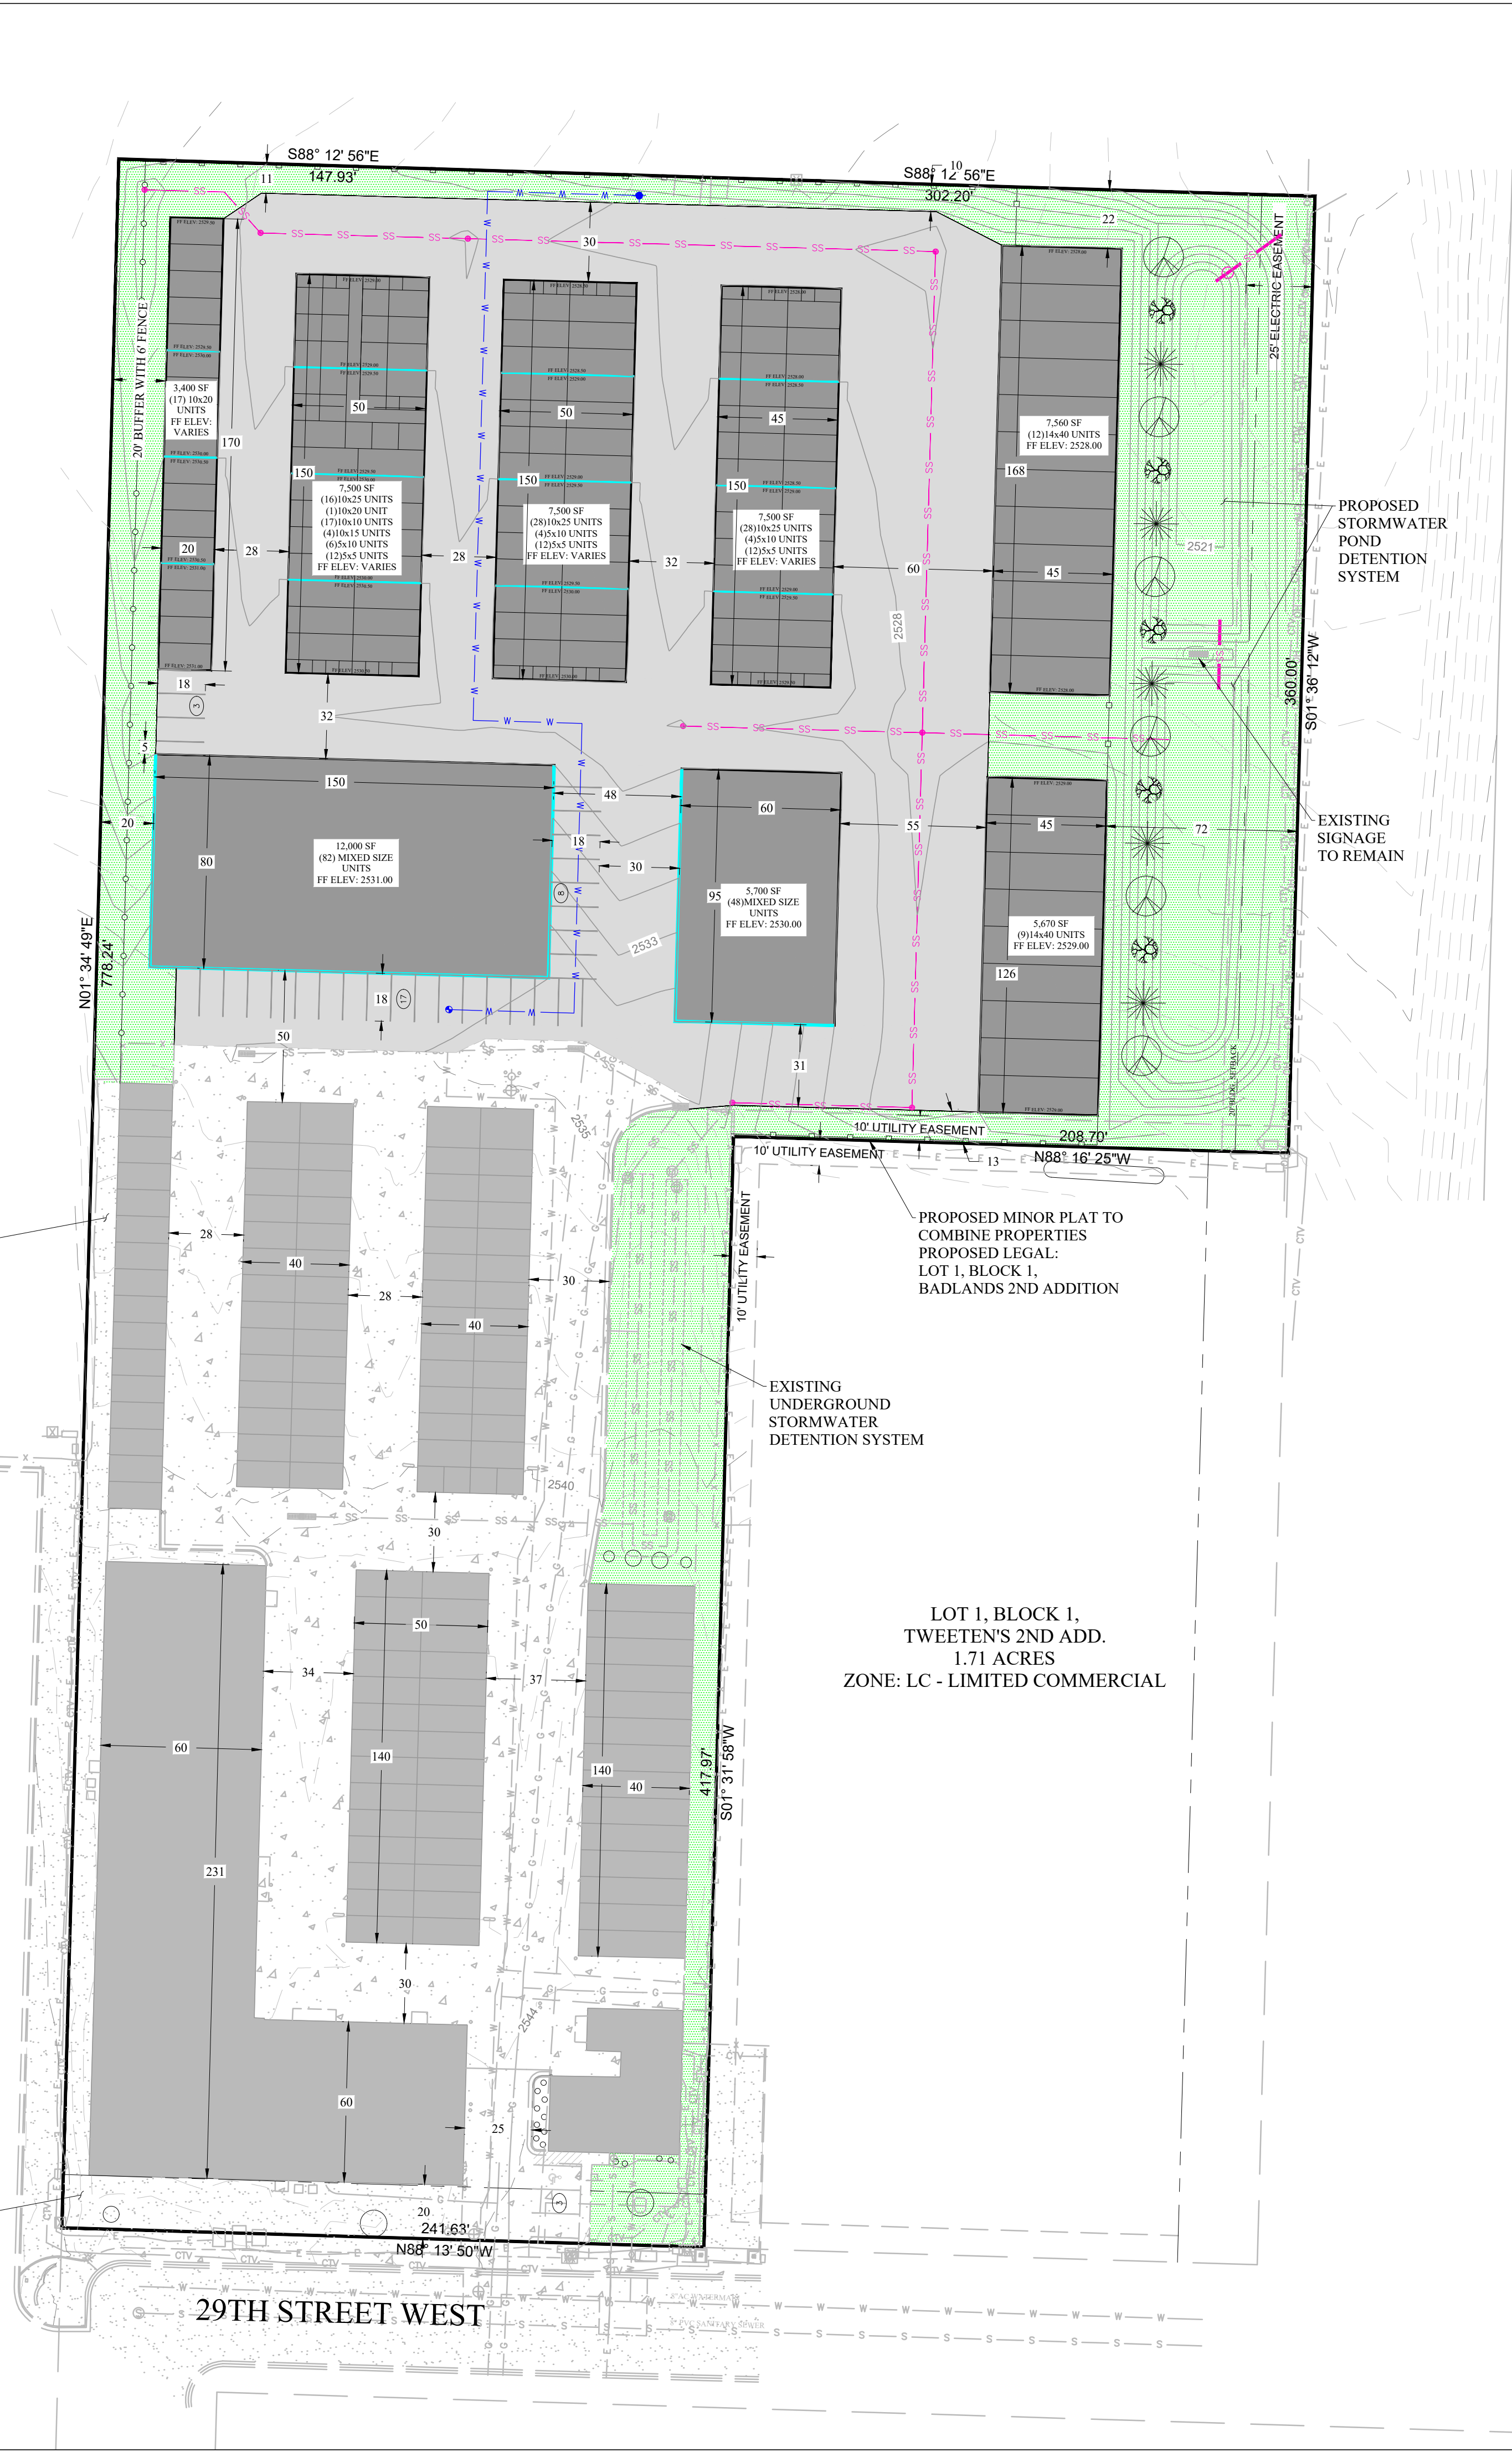 S88° 12' 56"E
147.93'
S88° 12' 56"E
302.20'
10
11
22
30
25' ELECTRIC EASEMENT
20' BUFFER WITH 6' FENCE
FF ELEV: 2528.00
3,400 SF
(17) 10x20
UNITS
FF ELEV:
VARIES
170
20
28
50
150
7,500 SF
(16)10x25 UNITS
(1)10x20 UNIT
(17)10x10 UNITS
(4)10x15 UNITS
(6)5x10 UNITS
(12)5x5 UNITS
FF ELEV: VARIES
28
50
150
7,500 SF
(28)10x25 UNITS
(4)5x10 UNITS
(12)5x5 UNITS
FF ELEV: VARIES
32
45
150
7,500 SF
(28)10x25 UNITS
(4)5x10 UNITS
(12)5x5 UNITS
FF ELEV: VARIES
60
2528
7,560 SF
(12)14x40 UNITS
FF ELEV: 2528.00
168
45
2521
PROPOSED
STORMWATER
POND
DETENTION
SYSTEM
360.00'
S01° 36' 12"W
18
3
5
32
150
80
20
12,000 SF
(82) MIXED SIZE
UNITS
FF ELEV: 2531.00
48
18
30
8
2533
60
95
5,700 SF
(48)MIXED SIZE
UNITS
FF ELEV: 2530.00
55
45
5,670 SF
(9)14x40 UNITS
FF ELEV: 2529.00
126
72
EXISTING
SIGNAGE
TO REMAIN
N01° 34' 49"E
778.24'
18
17
50
31
20' BLDG. SETBACK
10' UTILITY EASEMENT
208.70'
10' UTILITY EASEMENT
13
N88° 16' 25"W
2535
10' UTILITY EASEMENT
PROPOSED MINOR PLAT TO
COMBINE PROPERTIES
PROPOSED LEGAL:
LOT 1, BLOCK 1,
BADLANDS 2ND ADDITION
28
40
28
40
30
EXISTING
UNDERGROUND
STORMWATER
DETENTION SYSTEM
2540
30
50
34
37
LOT 1, BLOCK 1,
TWEETEN'S 2ND ADD.
1.71 ACRES
ZONE: LC - LIMITED COMMERCIAL
60
140
140
40
417.97'
S01° 31' 58"W
231
30
2544
60
25
20
3
241.63'
N88° 13' 50"W
29TH STREET WEST